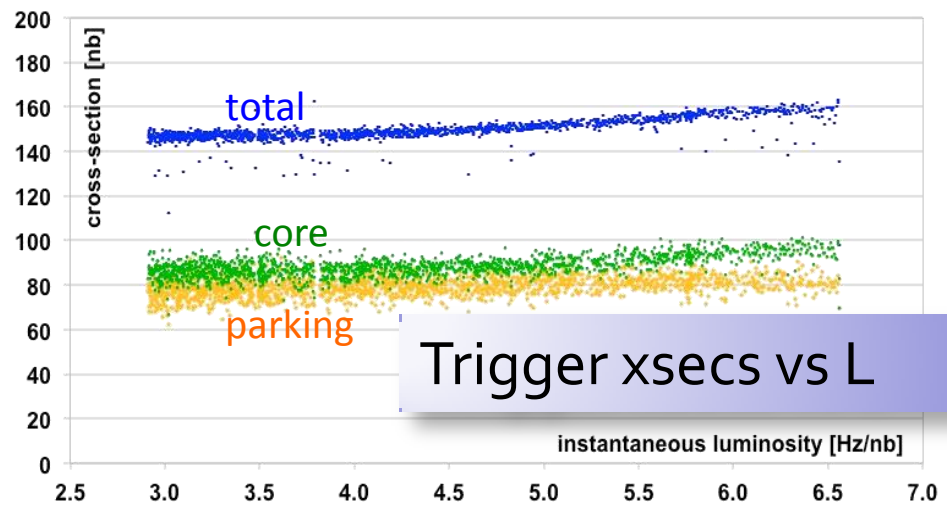 200
180
160
140
120
100
80
60
40
20
0
cross-section [nb]
total
core
parking
Trigger xsecs vs L
instantaneous luminosity [Hz/nb]
2.5 3.0 3.5 4.0 4.5 5.0 5.5 6.0 6.5 7.0